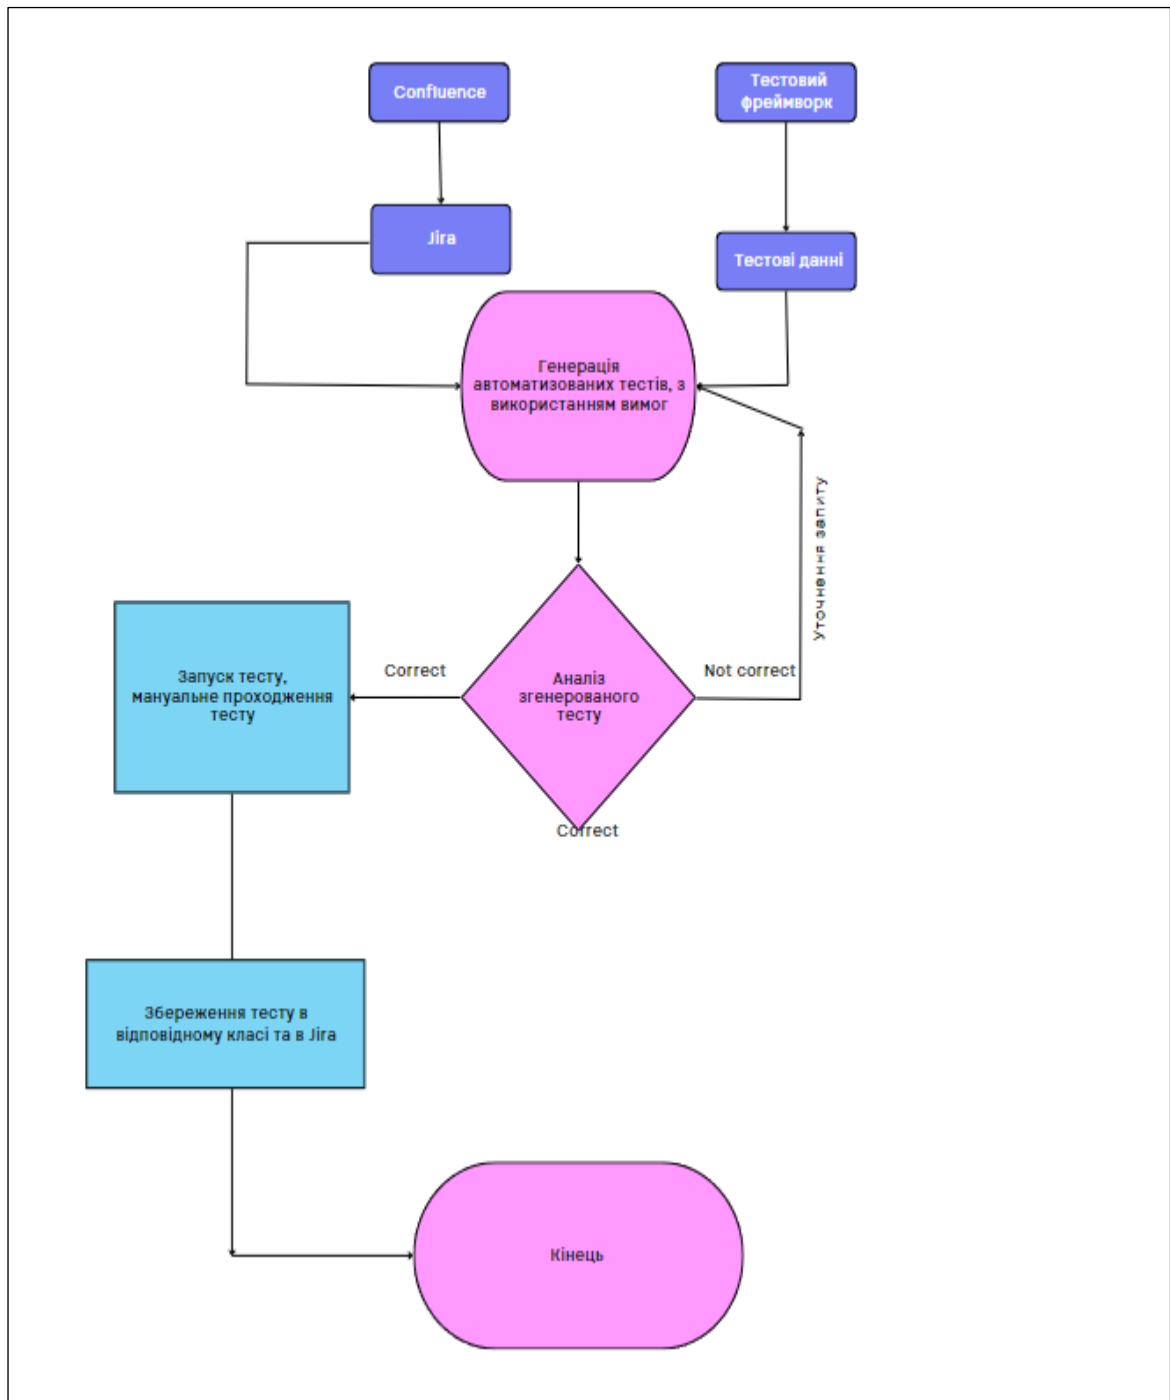 Confluence
Тестовий
фреймворк
Jira
Тестові данні
Генерація
автоматизованих тестів, з
використанням вимог
Уточнення запиту
Запуск тесту,
мануальне проходження
тесту
Correct
Аналіз
згенерованого
тесту
Not correct
Correct
Збереження тесту в
відповідному класі та в Jira
Кінець